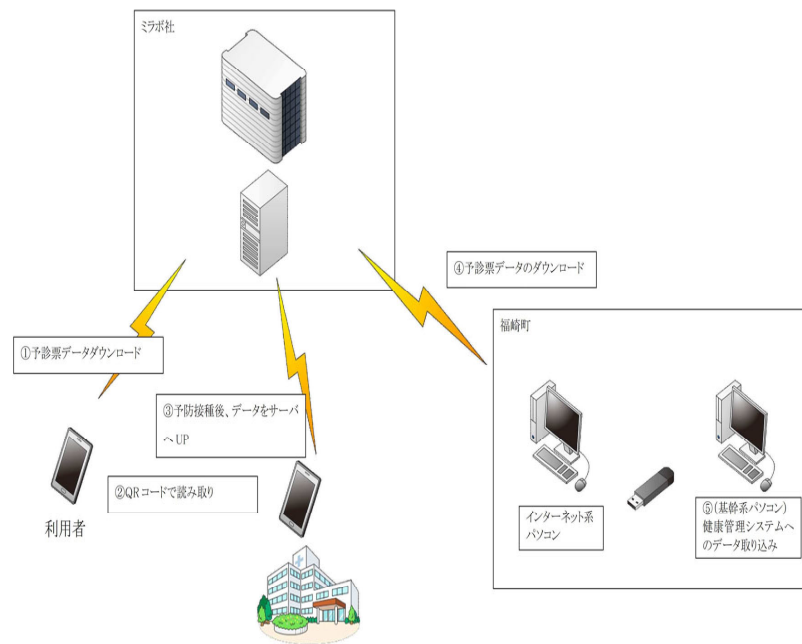 ミラボ社
④予診票データのダウンロード
福崎町
①予診票データダウンロード
③予防接種後、データをサーバ
へUP
②QRコードで読み取り
利用者
インターネット系
パソコン
⑤(基幹系パソコン)
健康管理システムへ
のデータ取り込み